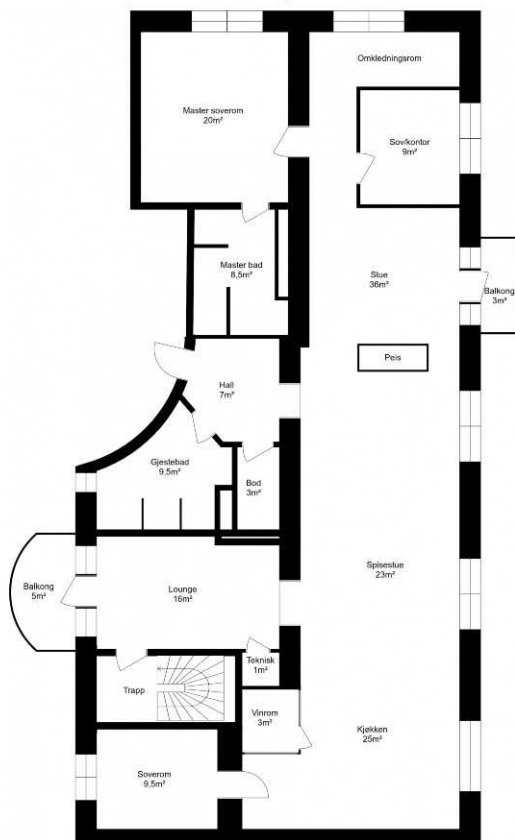 Omkledningsrom
Master soverom
20m²
Sov/kontor
9m²
Master bad
8,5m²
Stue
36m²
Balkong
3m²
Peis
Hall
7m²
Gjestebad
9,5m²
Bod
3m²
Balkong
5m²
Lounge
16m²
Spisestue
23m²
Teknisk
1m²
Trapp
Vinrom
3m²
Kjøkken
25m²
Soverom
9,5m²